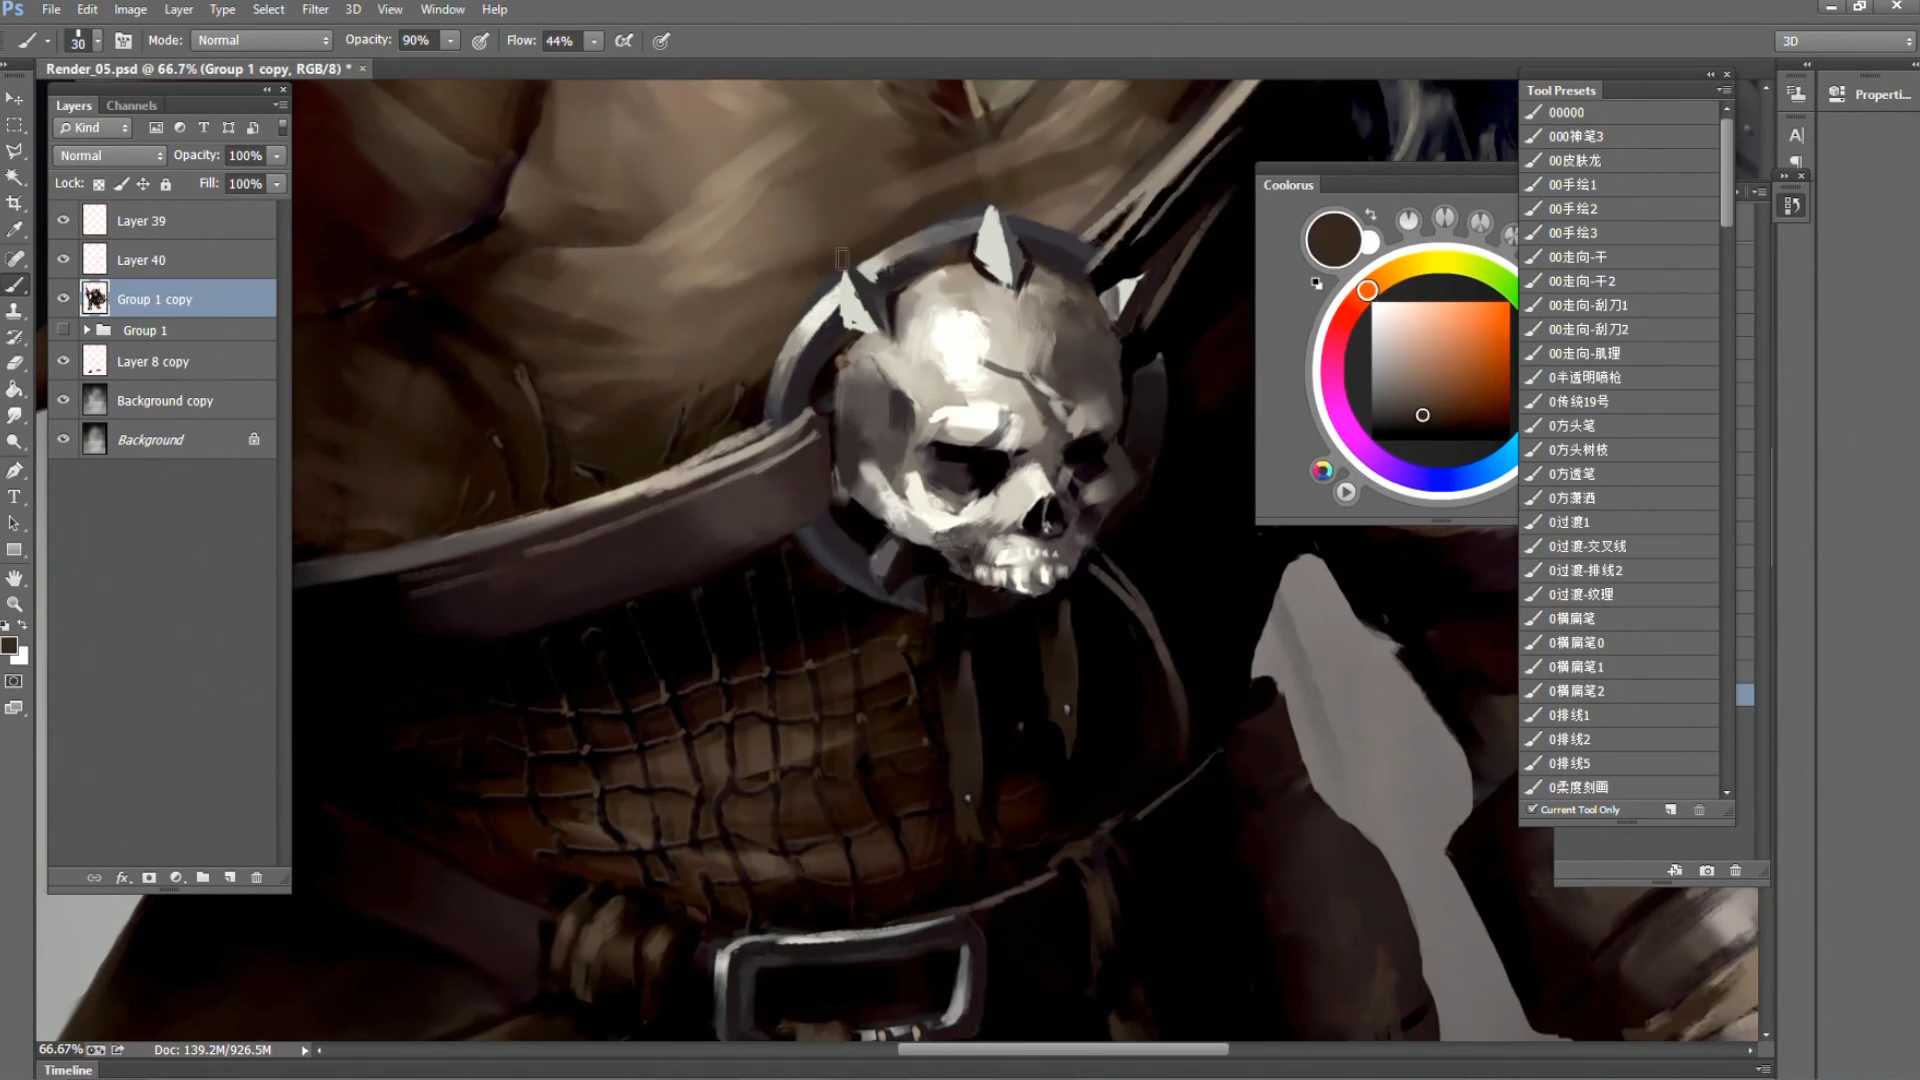 Ps File Edit Image Layer Type Select Filter 3D View Window Help
30 Mode: Normal Opacity: 90% Flow: 44% 3D
Render_05.psd @ 66.7% (Group 1 copy, RGB/8) * ×
Layers Channels
Kind
Normal Opacity: 100%
Lock: Fill: 100%
Layer 39
Layer 40
Group 1 copy
Group 1
Layer 8 copy
Background copy
Background
fx
Coolorus
Tool Presets
00000
000神笔3
00皮肤龙
00手绘1
00手绘2
00手绘3
00走向-干
00走向-干2
00走向-刮刀1
00走向-刮刀2
00走向-肌理
0半透明喷枪
0传统19号
0方头笔
0方头树枝
0方透笔
0方潇洒
0过渡1
0过渡-交叉线
0过渡-排线2
0过渡-纹理
0横扁笔
0横扁笔0
0横扁笔1
0横扁笔2
0排线1
0排线2
0排线5
0柔度刻画
Current Tool Only
Properti...
66.67% Doc: 139.2M/926.5M
Timeline